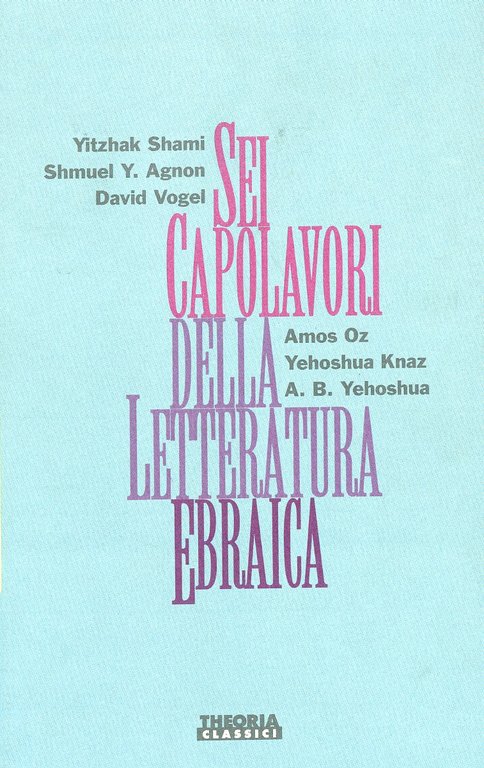 Yitzhak Shami
Shmuel Y. Agnon
David Vogel
SEI
CAPOLAVORI
DELLA
LETTERATURA
EBRAICA
Amos Oz
Yehoshua Knaz
A. B. Yehoshua
THEORIA
CLASSICI